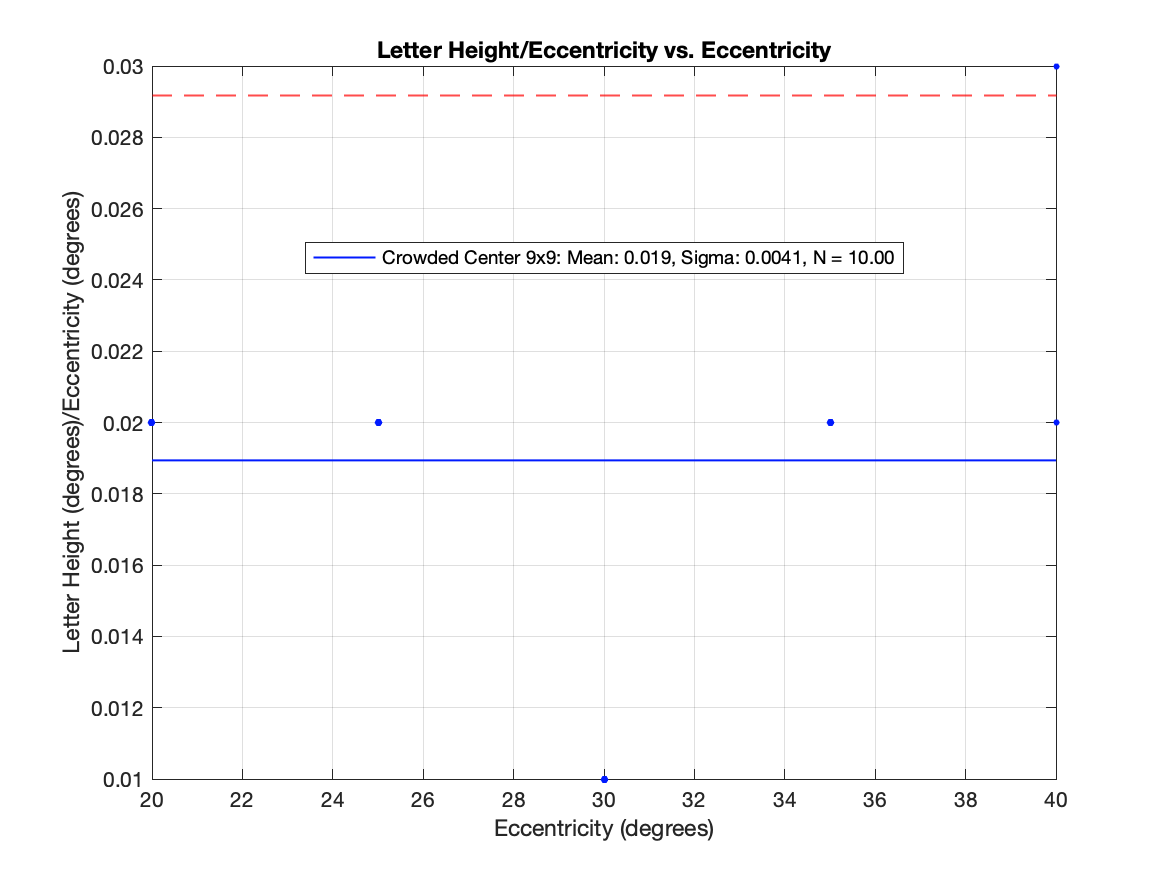 Letter Height/Eccentricity vs. Eccentricity
0.03
0.028
0.026
0.024
0.022
0.02
0.018
0.016
0.014
0.012
0.01
Letter Height (degrees)/Eccentricity (degrees)
Crowded Center 9x9: Mean: 0.019, Sigma: 0.0041, N = 10.00
20 22 24 26 28 30 32 34 36 38 40
Eccentricity (degrees)